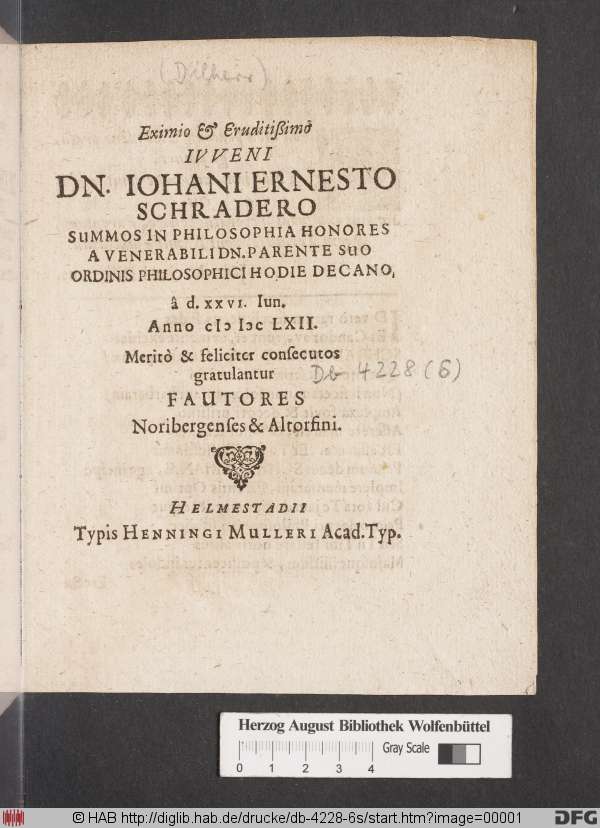 (Dilherr)
Eximio & Eruditißimò
IVVENI
DN. IOHANI ERNESTO
SCHRADERO
SuMMOS IN PHILOSOPHIA HONORES
A VENERABILI DN. PARENTE SuO
ORDINIS PHILOSOPHICI HODIE DECANO,
â d. xxvi. Iun.
Anno cIɔ Iɔc LXII.
Meritò & feliciter consecutos
gratulantur
Db 4228 (6)
FAUTORES
Noribergenses & Altorfini.
HELMESTADII
Typis HENNINGI MULLERI Acad. Typ.
Herzog August Bibliothek Wolfenbüttel
Gray Scale
0 1 2 3 4
© HAB http://diglib.hab.de/drucke/db-4228-6s/start.htm?image=00001
DFG